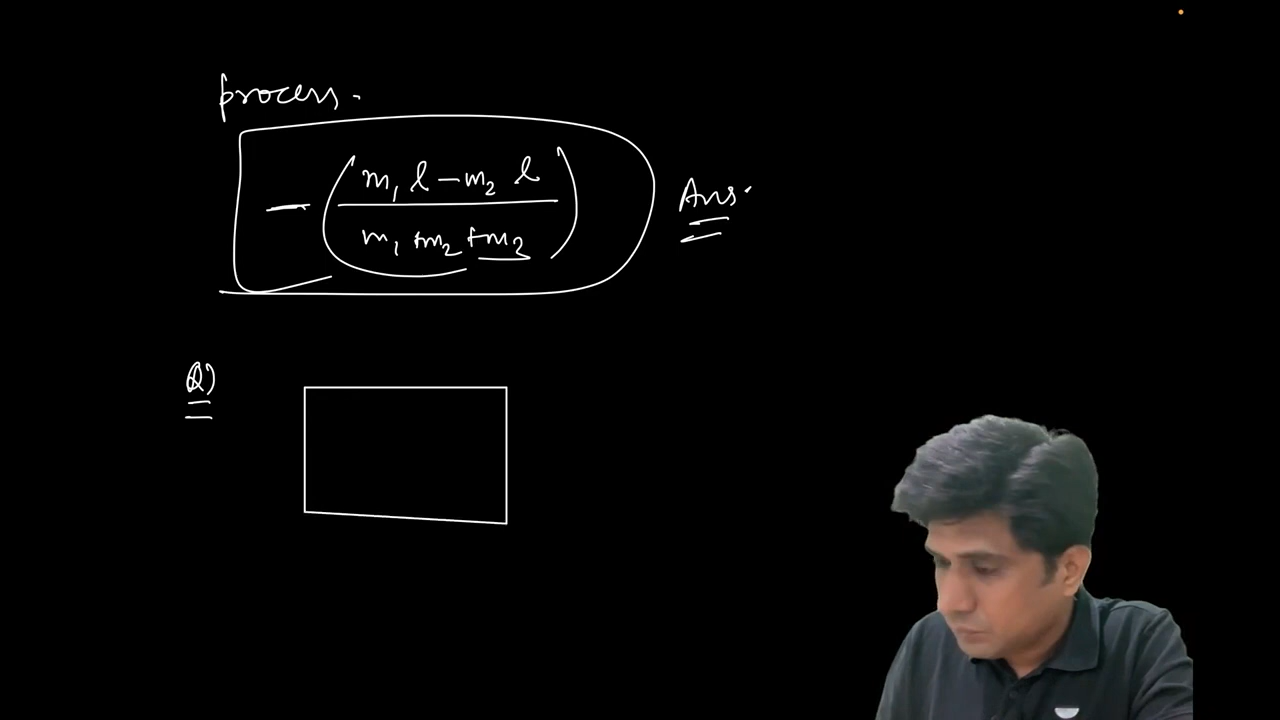 process.
- (m₁ l - m₂ l / m₁ + m₂ + m₃) Ans.
Q)